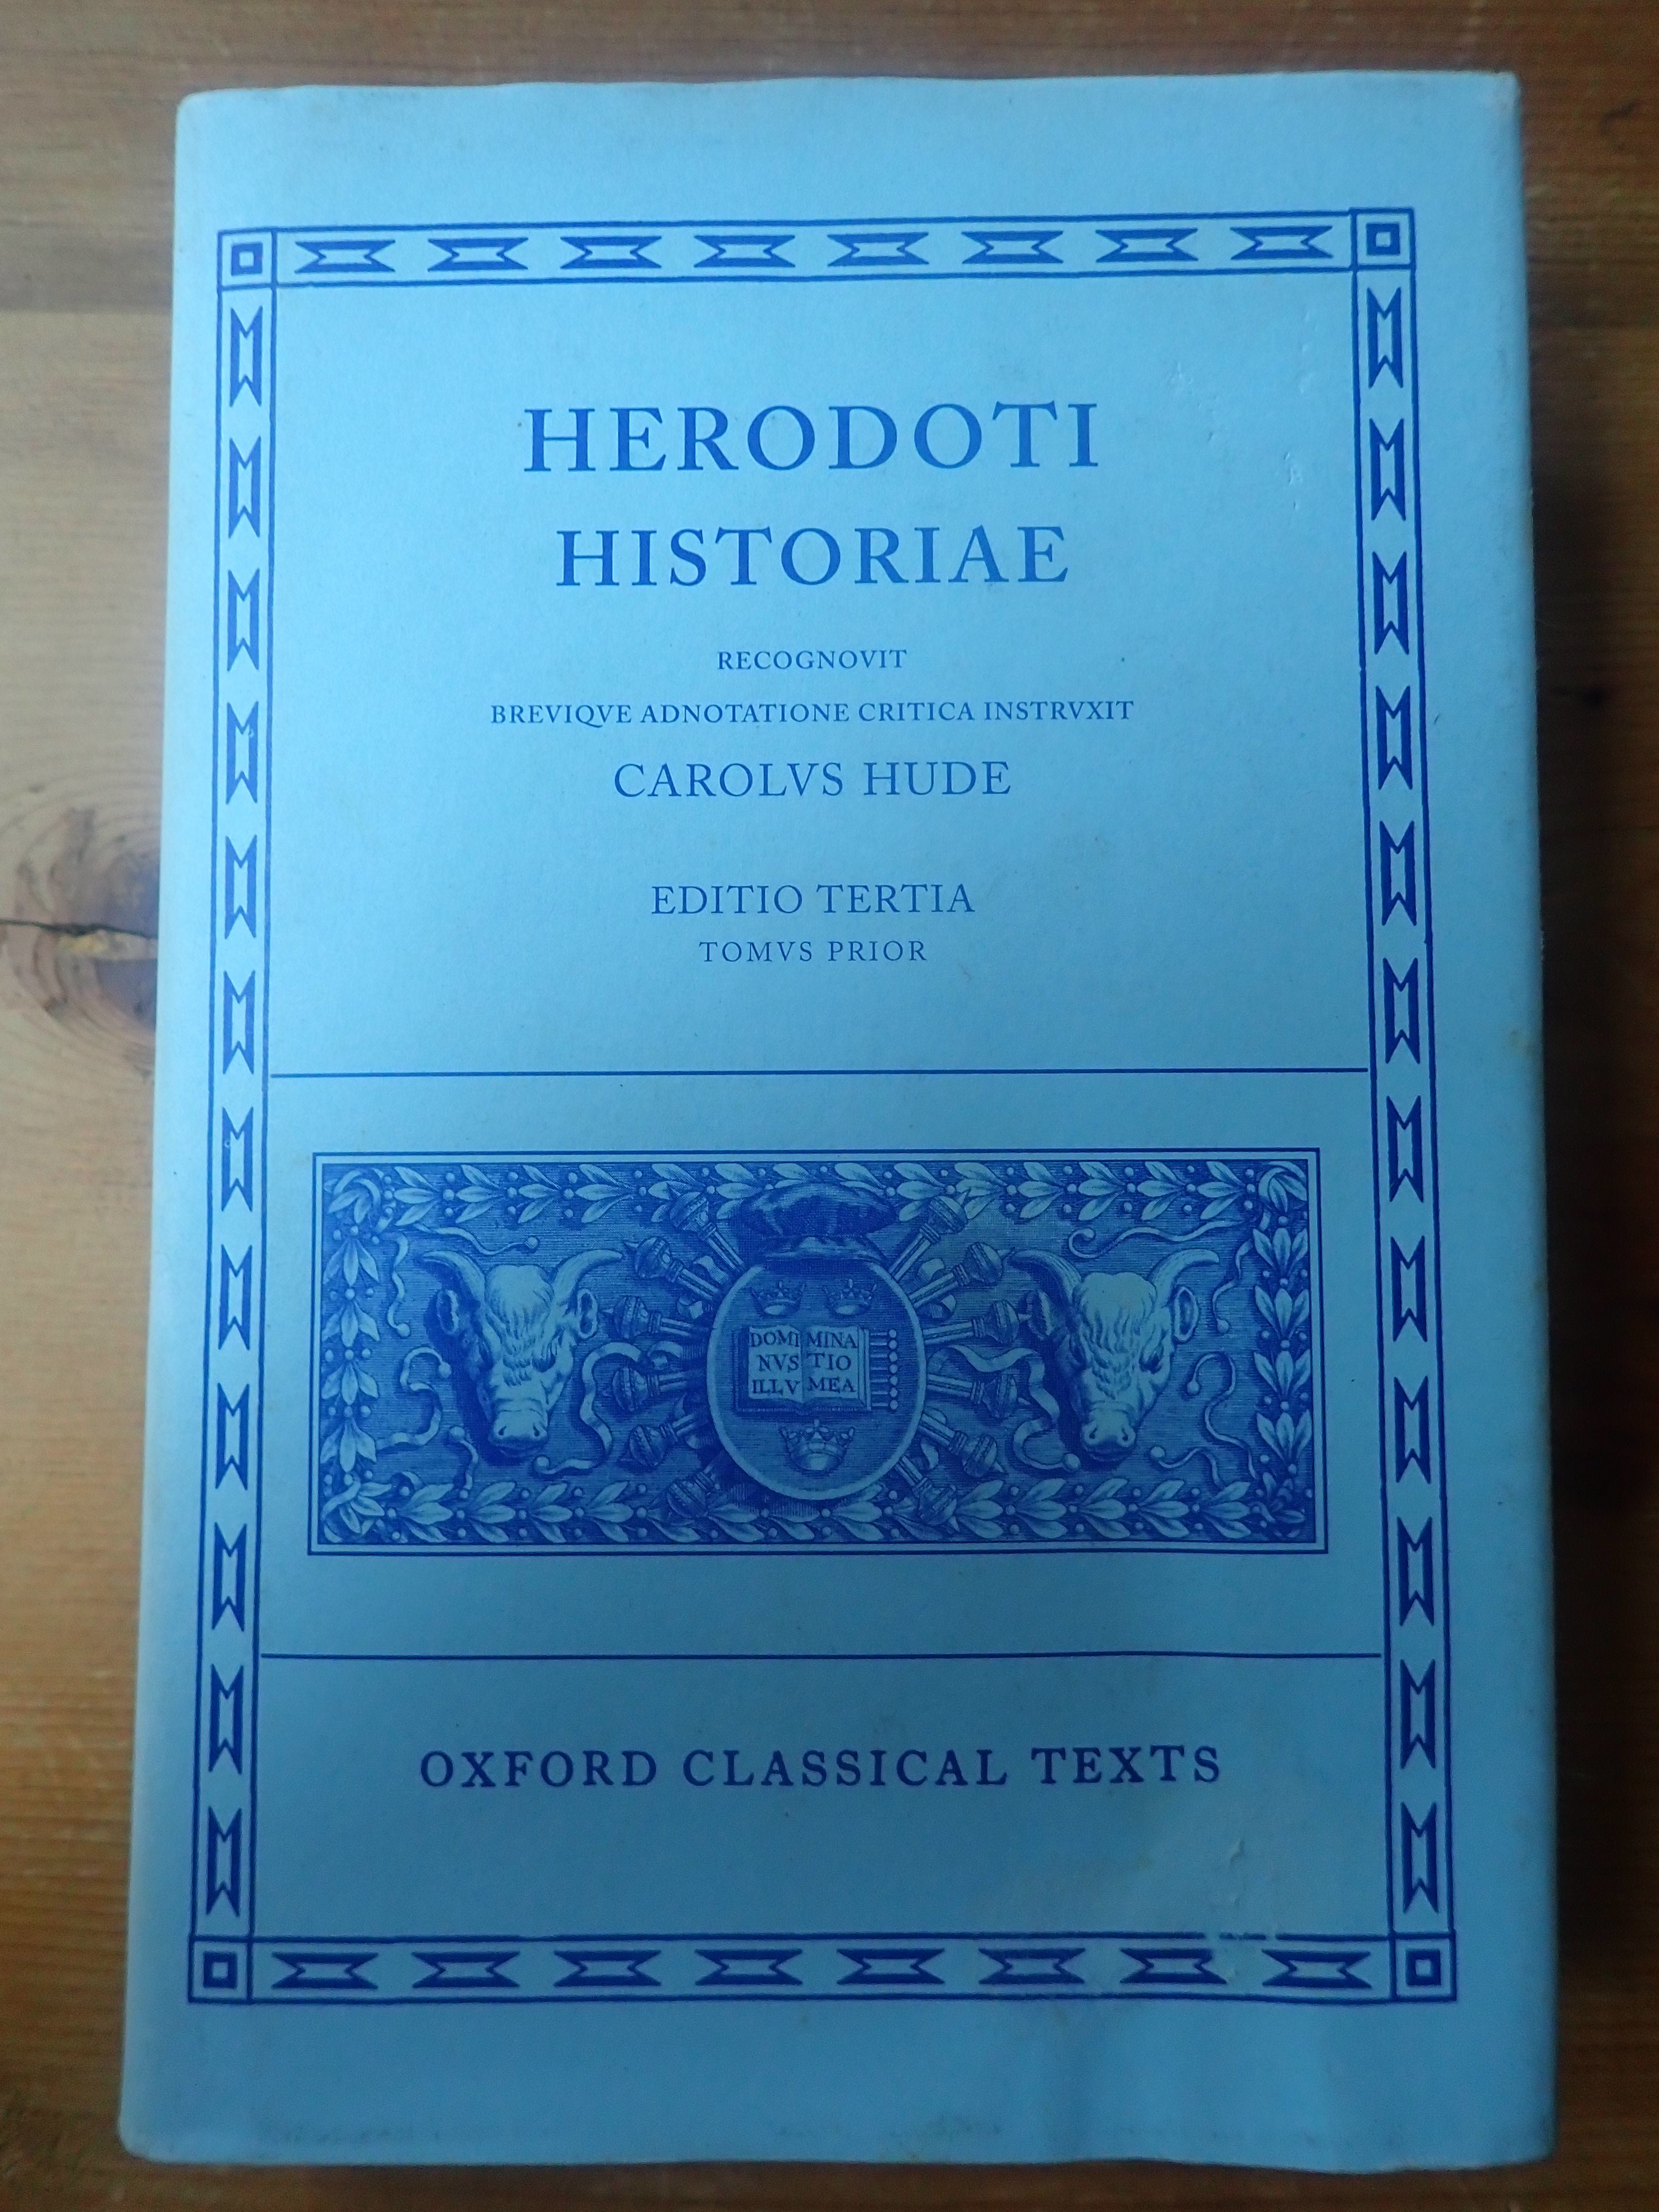 HERODOTI
HISTORIAE
RECOGNOVIT
BREVIQVE ADNOTATIONE CRITICA INSTRVXIT
CAROLVS HUDE
EDITIO TERTIA
TOMVS PRIOR
DOMI MINA
NVS TIO
ILLV MEA
OXFORD CLASSICAL TEXTS